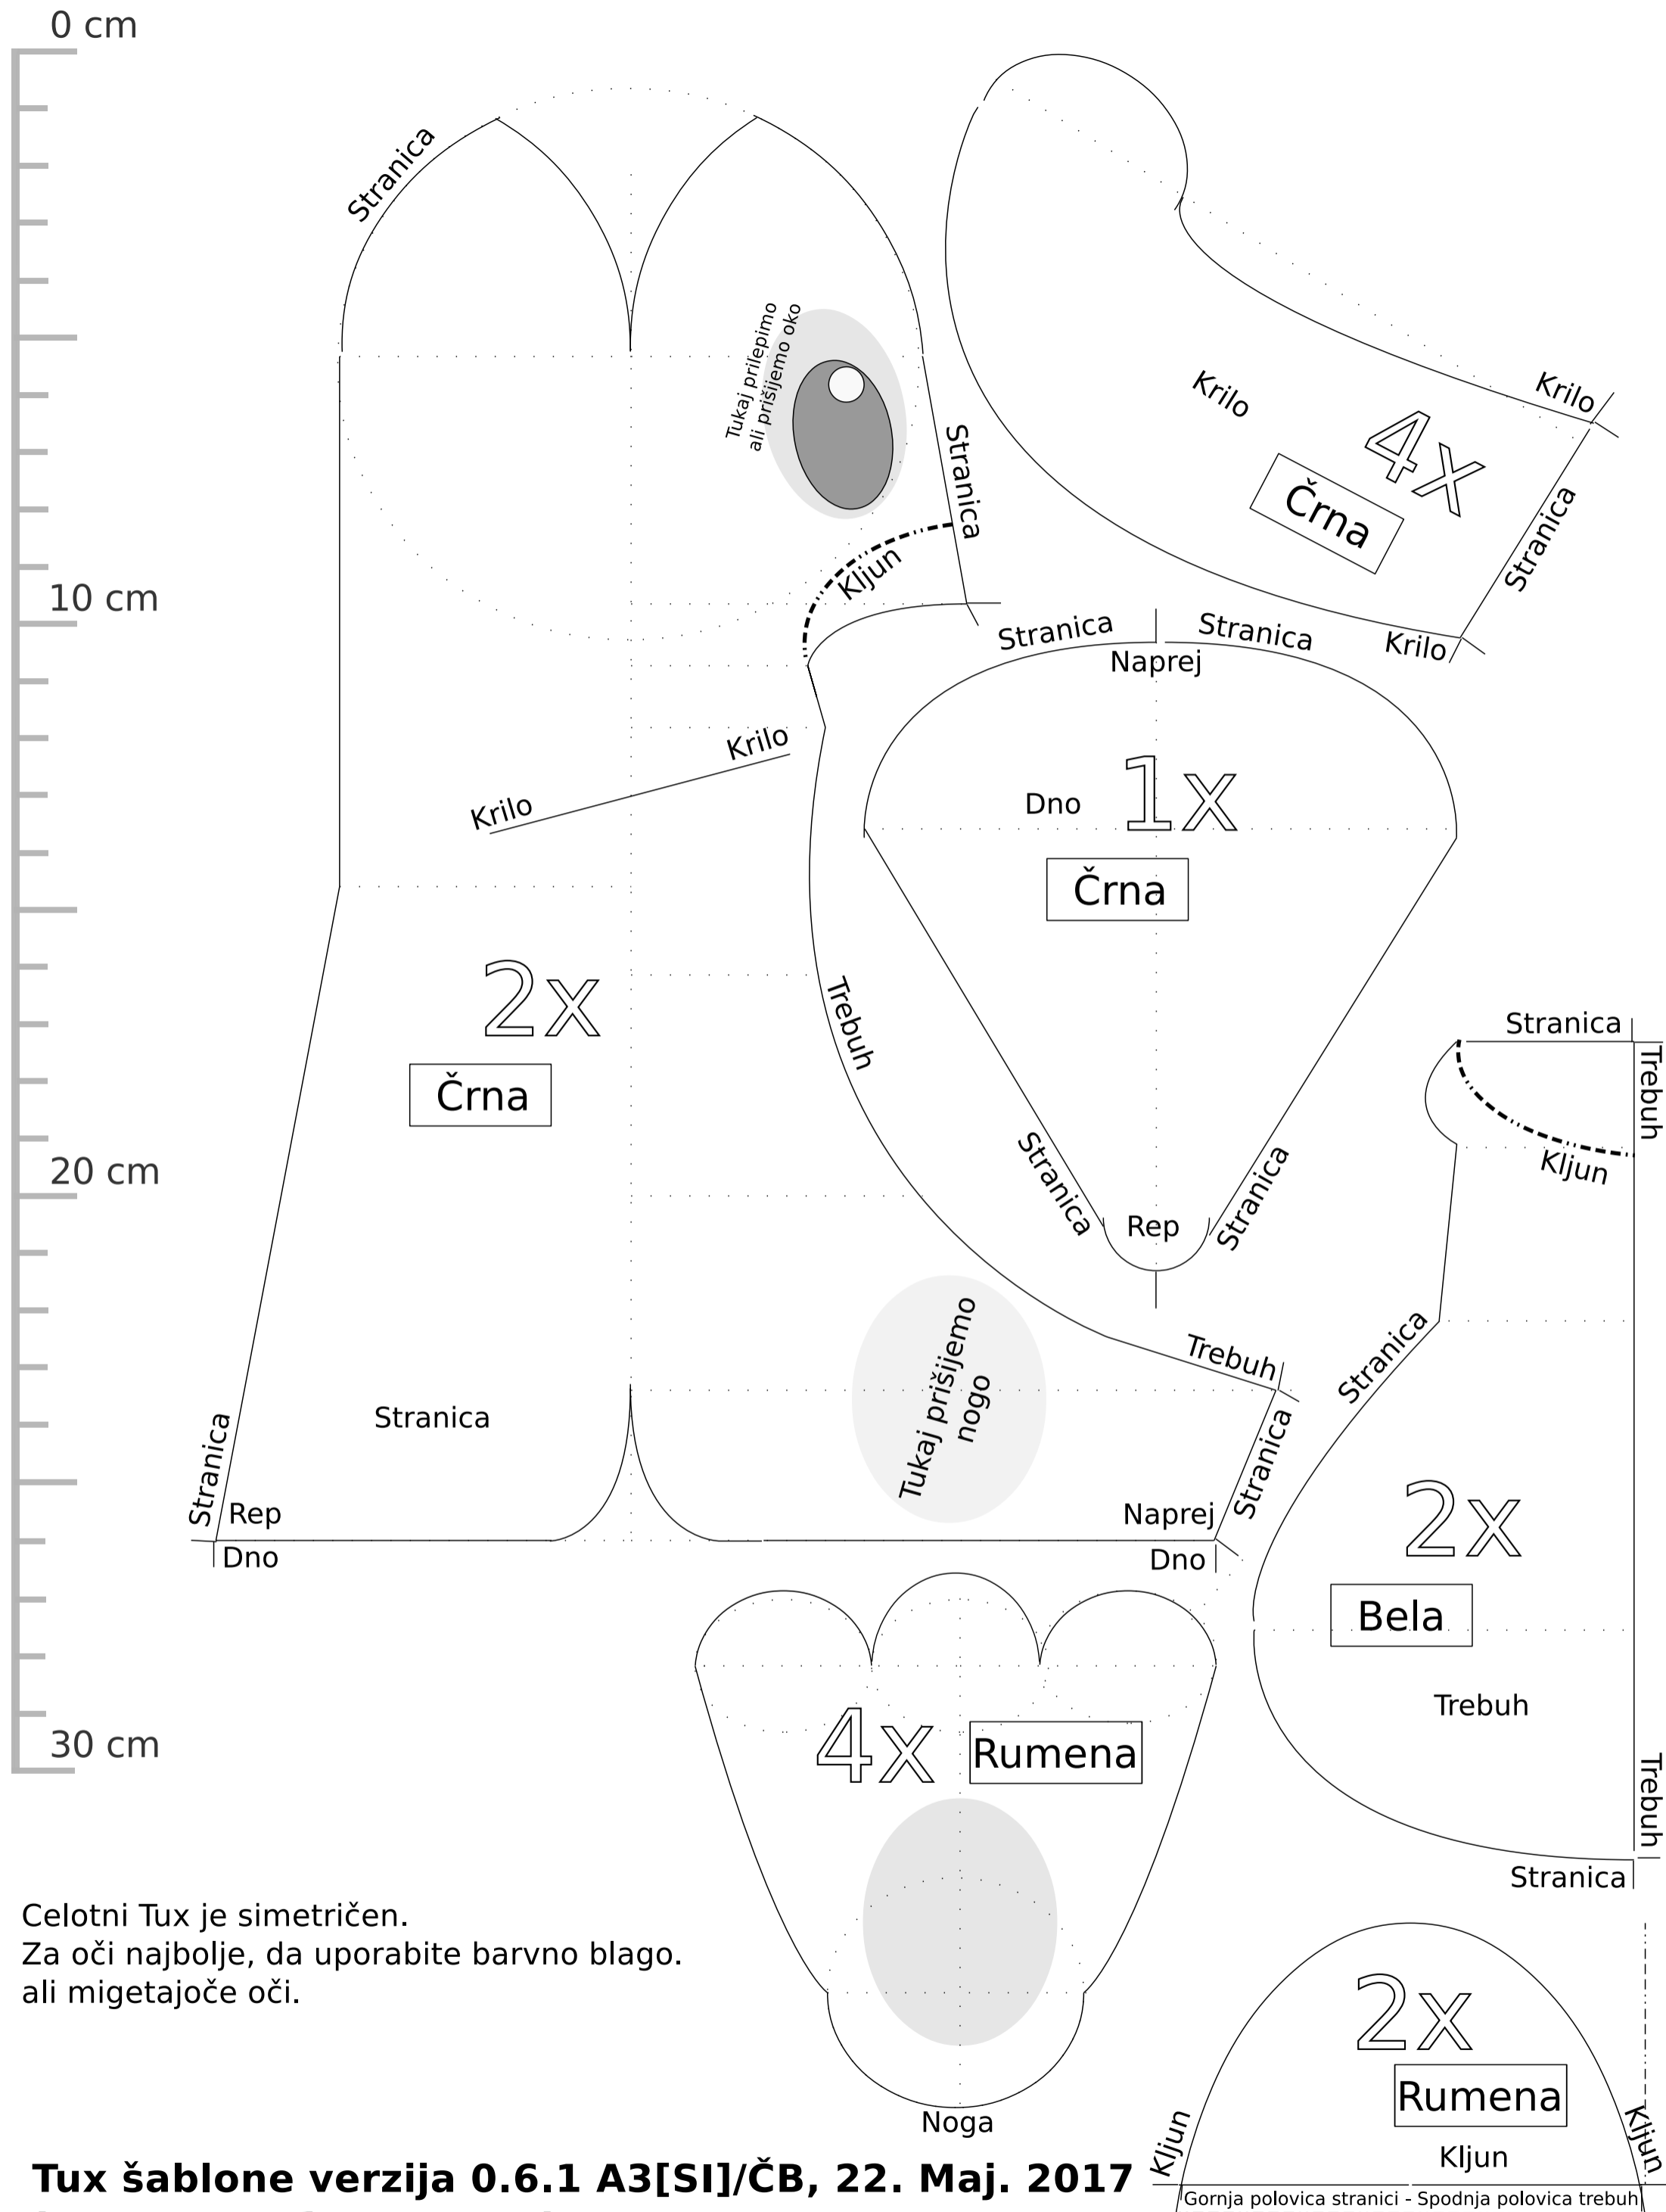 0 cm
10 cm
20 cm
30 cm
Stranica
Tukaj prilepimo
ali prišijemo oko
Stranica
Kljun
Krilo
Krilo
Trebuh
2x
Črna
Stranica
Stranica
Rep
Dno
Tukaj prišijemo
nogo
Trebuh
Stranica
Naprej
Dno
Krilo
Krilo
4x
Črna
Stranica
Krilo
Stranica
Stranica
Naprej
Dno
1x
Črna
Stranica
Rep
Stranica
Stranica
Trebuh
Kljun
Stranica
2x
Bela
Trebuh
Trebuh
Stranica
4x
Rumena
Noga
Celotni Tux je simetričen.
Za oči najbolje, da uporabite barvno blago.
ali migetajoče oči.
2x
Rumena
Kljun
Kljun
Kljun
Gornja polovica stranici - Spodnja polovica trebuh
Tux šablone verzija 0.6.1 A3[SI]/ČB, 22. Maj. 2017